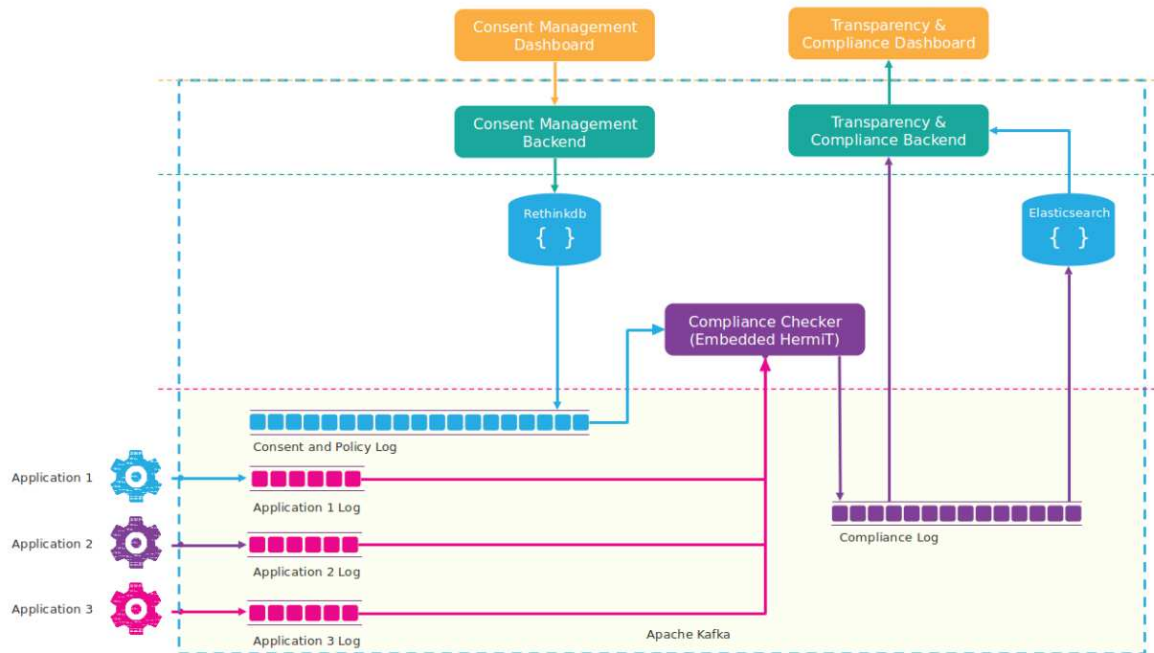 Consent Management
Dashboard
Transparency &
Compliance Dashboard
Consent Management
Backend
Transparency &
Compliance Backend
Rethinkdb
{ }
Elasticsearch
{ }
Compliance Checker
(Embedded HermiT)
Consent and Policy Log
Application 1
Application 1 Log
Application 2
Application 2 Log
Compliance Log
Application 3
Application 3 Log
Apache Kafka